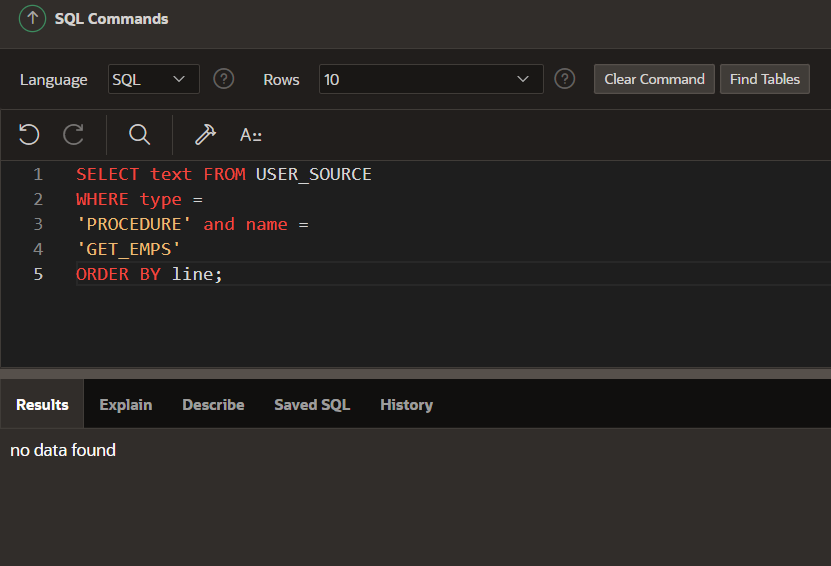 SQL Commands
Language SQL ? Rows 10 ? Clear Command Find Tables
A::
1 SELECT text FROM USER_SOURCE
2 WHERE type =
3 'PROCEDURE' and name =
4 'GET_EMPS'
5 ORDER BY line;
Results Explain Describe Saved SQL History
no data found